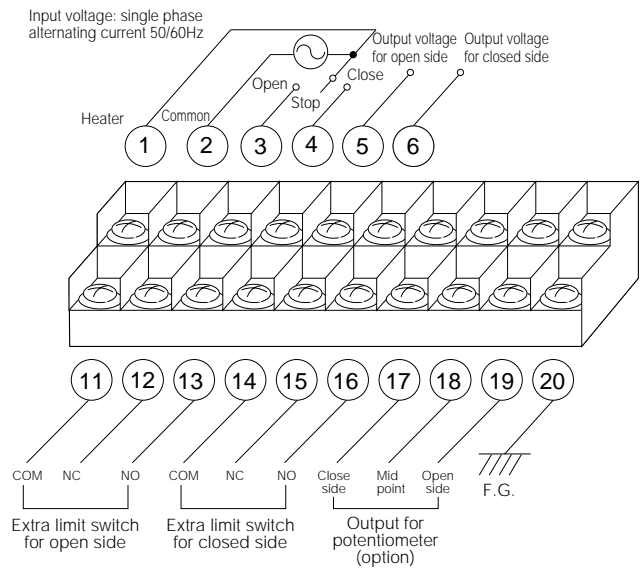 Input voltage: single phase
alternating current 50/60Hz
Output voltage
for open side
Output voltage
for closed side
Open
Close
Stop
Heater
Common
1
2
3
4
5
6
11
12
13
14
15
16
17
18
19
20
COM
NC
NO
COM
NC
NO
Close
side
Mid
point
Open
side
F.G.
Extra limit switch
for open side
Extra limit switch
for closed side
Output for
potentiometer
(option)